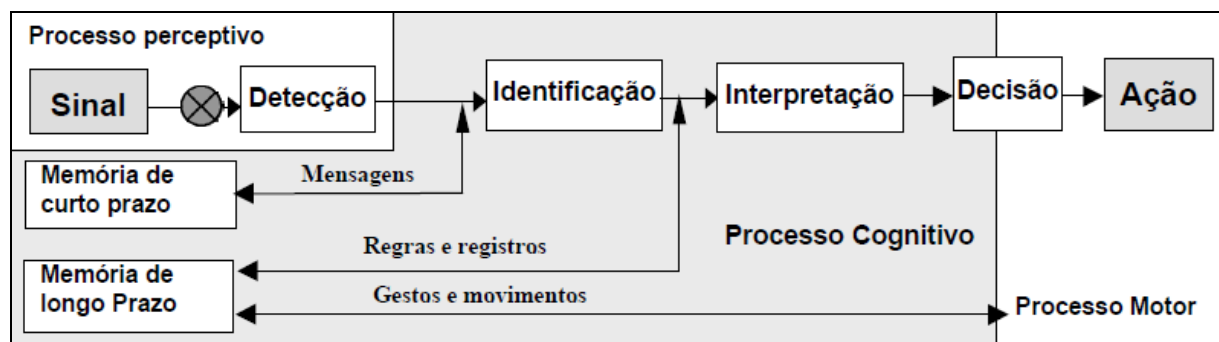 Processo perceptivo
Sinal
Detecção
Identificação
Interpretação
Decisão
Ação
Memória de
curto prazo
Mensagens
Regras e registros
Processo Cognitivo
Memória de
longo Prazo
Gestos e movimentos
Processo Motor